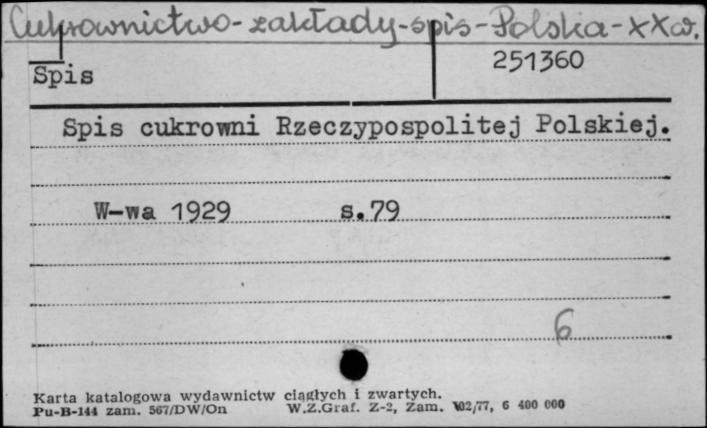 Cukrownictwo-zakłady-spis-Polska-XXw.
Spis
251360
Spis cukrowni Rzeczypospolitej Polskiej.
W-wa 1929 s.79
6
Karta katalogowa wydawnictw ciągłych i zwartych.
Pu-B-144 zam. 567/DW/On W.Z.Graf. Z-2, Zam. 102/77, 6 400 000